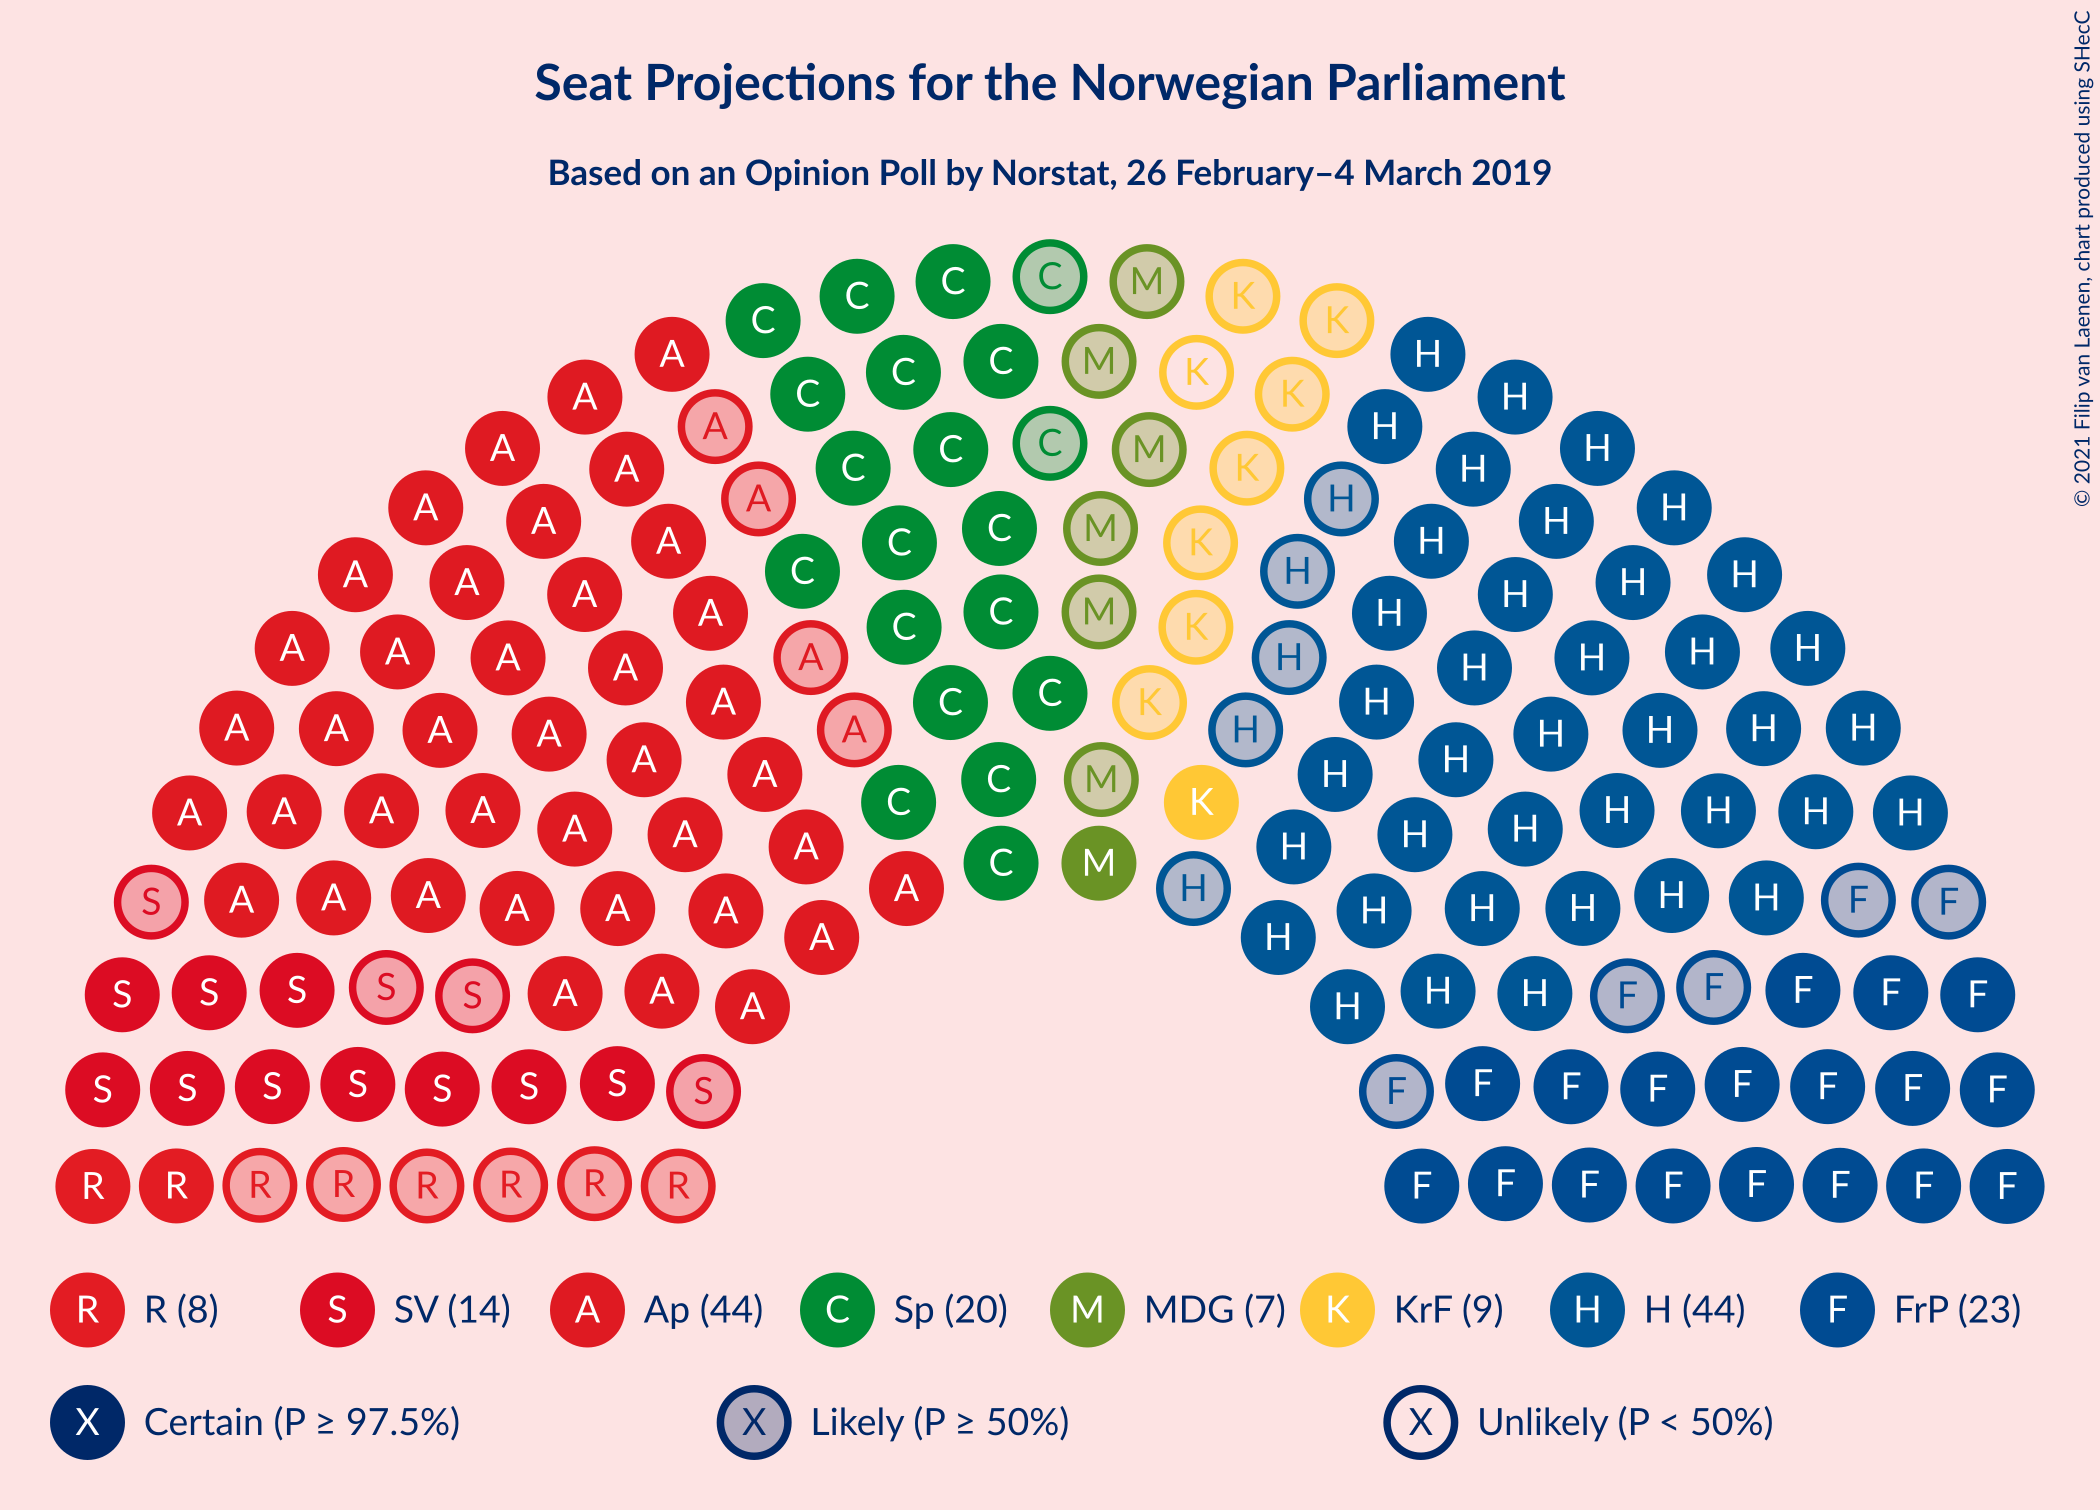 Seat Projections for the Norwegian Parliament
Based on an Opinion Poll by Norstat, 26 February–4 March 2019
© 2021 Filip van Laenen, chart produced using SHecC
C C C C M K K
A C C C M K K H
A A C C C M K H H
A A A C C M K H H H
A A A A C C M K H H H H
A A A A A C C K H H H H H
A A A A A A C C M K H H H H H H
A A A A A A A C M H H H H H H H
A A A A A A A A H H H H H H H H
S A A A A A A A H H H H H H F F
S S S S S A A A H H H F F F F F
S S S S S S S S F F F F F F F F
R R R R R R R R F F F F F F F F
R R (8) S SV (14) A Ap (44) C Sp (20) M MDG (7) K KrF (9) H H (44) F FrP (23)
X Certain (P ≥ 97.5%) X Likely (P ≥ 50%) X Unlikely (P < 50%)